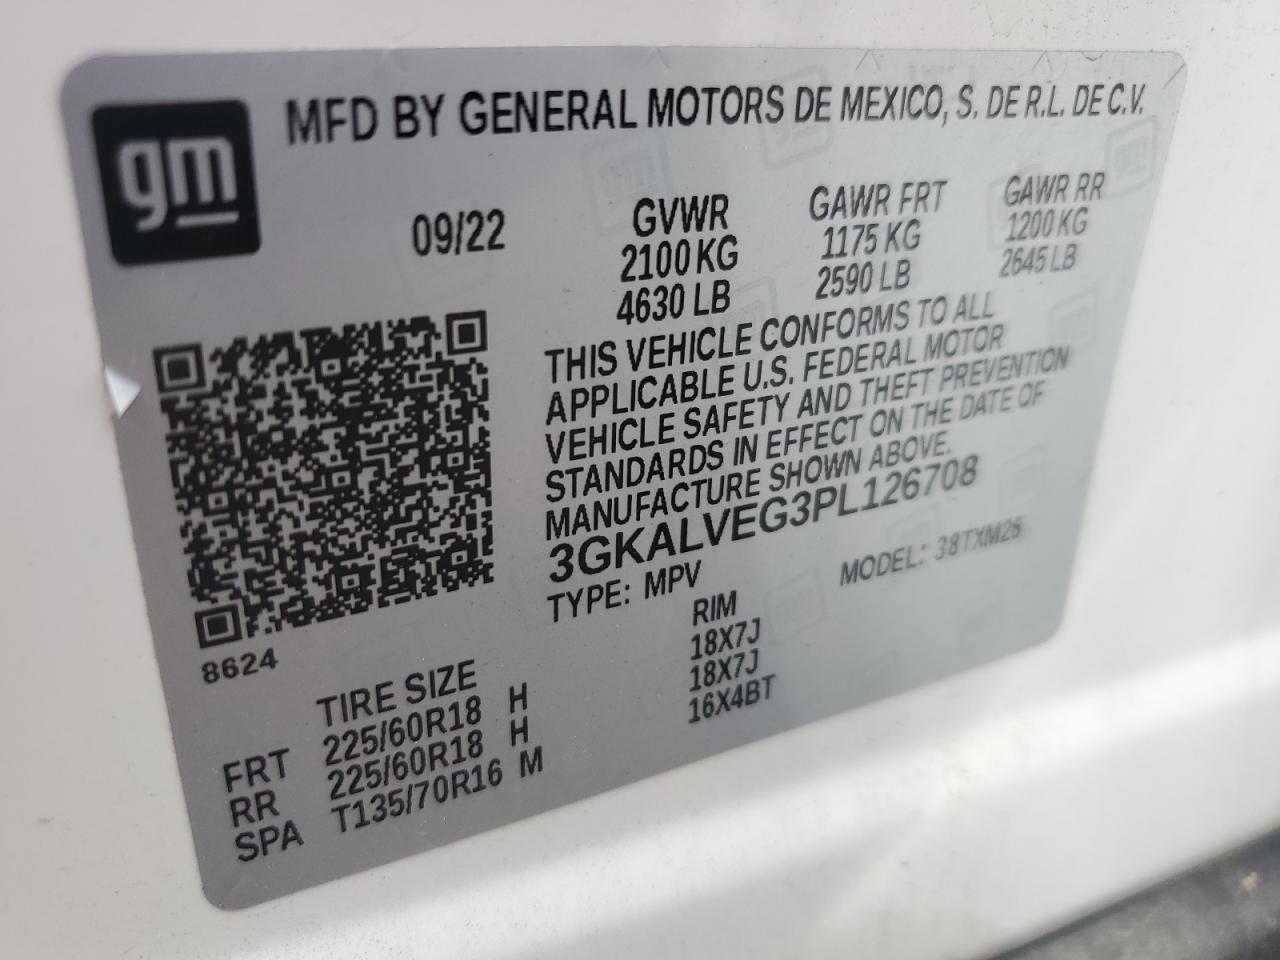 gm
MFD BY GENERAL MOTORS DE MEXICO, S. DE R.L. DE C.V.
09/22
GVWR GAWR FRT GAWR RR
2100 KG 1175 KG 1200 KG
4630 LB 2590 LB 2645 LB
THIS VEHICLE CONFORMS TO ALL
APPLICABLE U.S. FEDERAL MOTOR
VEHICLE SAFETY AND THEFT PREVENTION
STANDARDS IN EFFECT ON THE DATE OF
MANUFACTURE SHOWN ABOVE.
3GKALVEG3PL126708
TYPE: MPV MODEL: 38TXM26
8624
TIRE SIZE RIM
FRT 225/60R18 H 18X7J
RR 225/60R18 H 18X7J
SPA T135/70R16 M 16X4BT